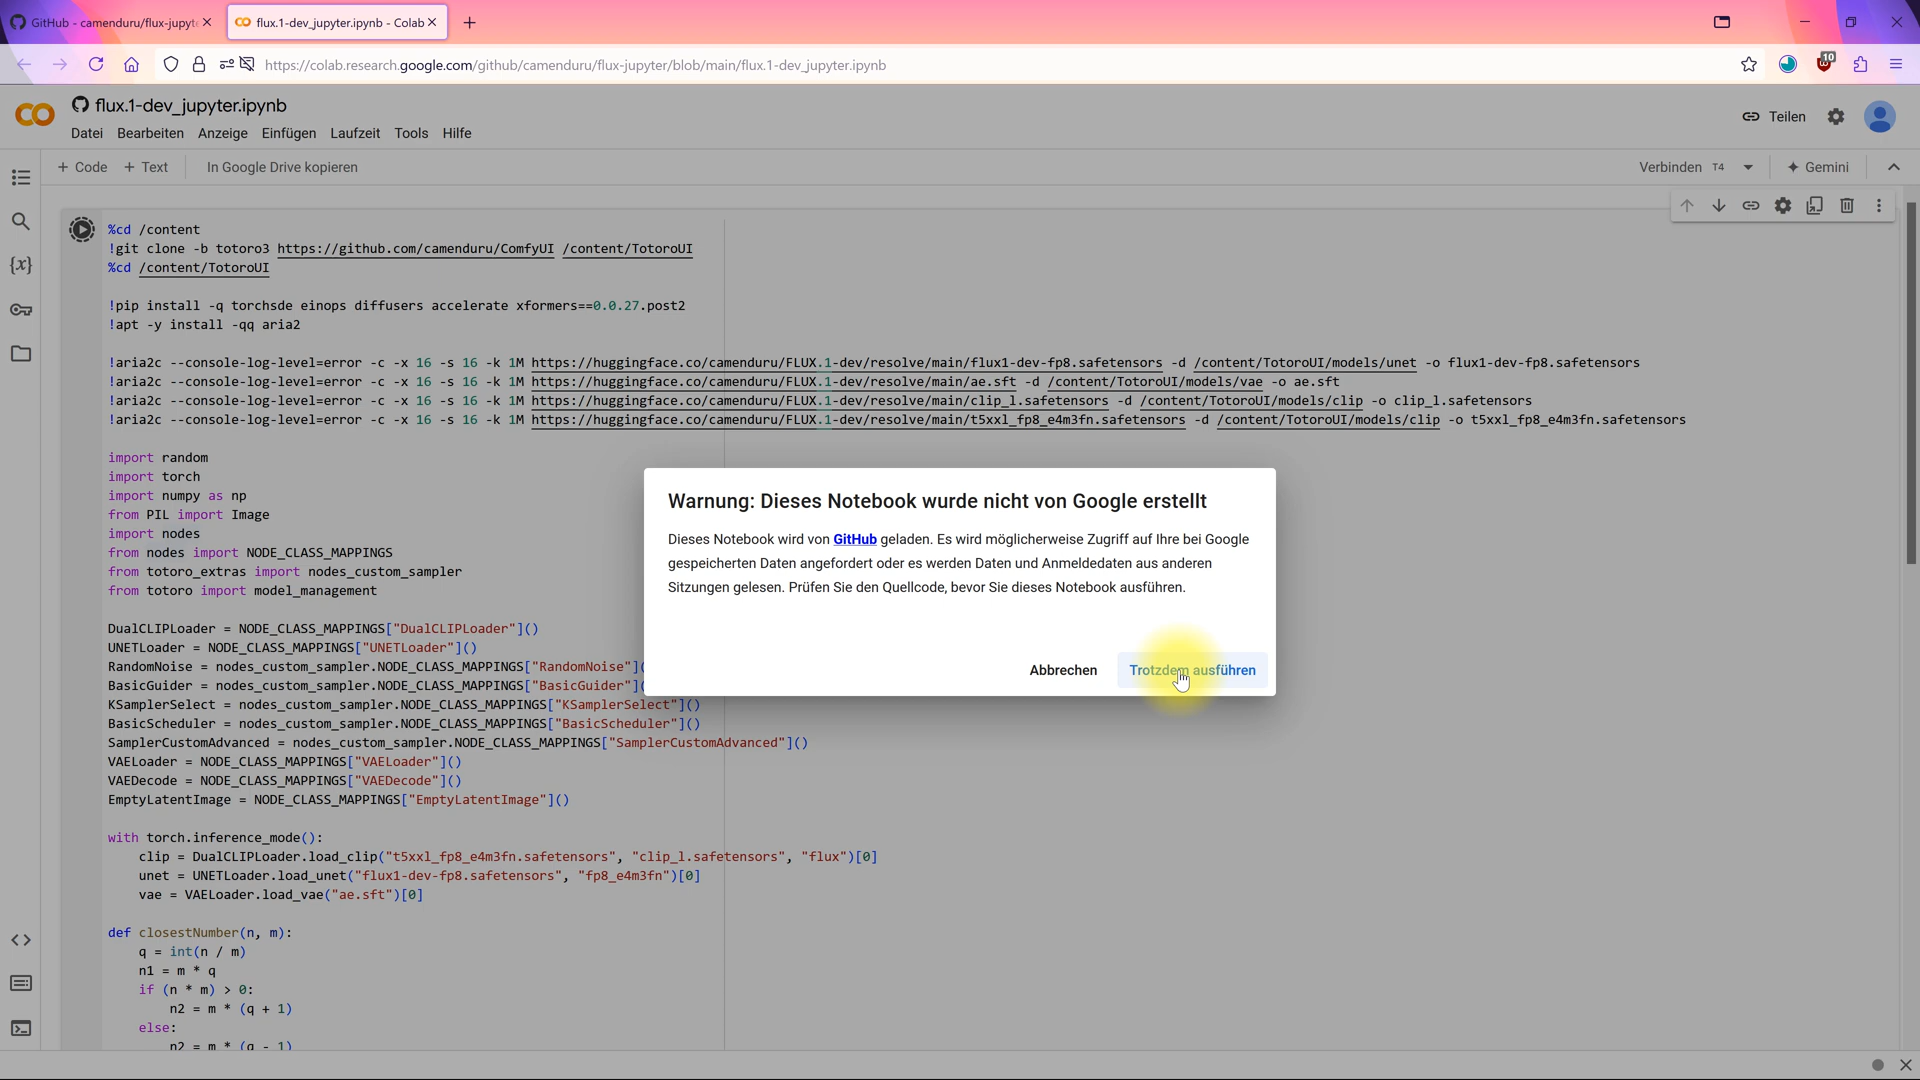 GitHub - camenduru/flux-jupyte
flux.1-dev_jupyter.ipynb - Colab
https://colab.research.google.com/github/camenduru/flux-jupyter/blob/main/flux.1-dev_jupyter.ipynb
10
flux.1-dev_jupyter.ipynb
Datei Bearbeiten Anzeige Einfügen Laufzeit Tools Hilfe
Teilen
+ Code + Text In Google Drive kopieren
Verbinden T4 Gemini
%cd /content
!git clone -b totoro3 https://github.com/camenduru/ComfyUI /content/TotoroUI
%cd /content/TotoroUI
!pip install -q torchsde einops diffusers accelerate xformers==0.0.27.post2
!apt -y install -qq aria2
!aria2c --console-log-level=error -c -x 16 -s 16 -k 1M https://huggingface.co/camenduru/FLUX.1-dev/resolve/main/flux1-dev-fp8.safetensors -d /content/TotoroUI/models/unet -o flux1-dev-fp8.safetensors
!aria2c --console-log-level=error -c -x 16 -s 16 -k 1M https://huggingface.co/camenduru/FLUX.1-dev/resolve/main/ae.sft -d /content/TotoroUI/models/vae -o ae.sft
!aria2c --console-log-level=error -c -x 16 -s 16 -k 1M https://huggingface.co/camenduru/FLUX.1-dev/resolve/main/clip_l.safetensors -d /content/TotoroUI/models/clip -o clip_l.safetensors
!aria2c --console-log-level=error -c -x 16 -s 16 -k 1M https://huggingface.co/camenduru/FLUX.1-dev/resolve/main/t5xxl_fp8_e4m3fn.safetensors -d /content/TotoroUI/models/clip -o t5xxl_fp8_e4m3fn.safetensors
import random
import torch
import numpy as np
from PIL import Image
import nodes
from nodes import NODE_CLASS_MAPPINGS
from totoro_extras import nodes_custom_sampler
from totoro import model_management
DualCLIPLoader = NODE_CLASS_MAPPINGS["DualCLIPLoader"]()
UNETLoader = NODE_CLASS_MAPPINGS["UNETLoader"]()
RandomNoise = nodes_custom_sampler.NODE_CLASS_MAPPINGS["RandomNoise"](
BasicGuider = nodes_custom_sampler.NODE_CLASS_MAPPINGS["BasicGuider"](
KSamplerSelect = nodes_custom_sampler.NODE_CLASS_MAPPINGS["KSamplerSelect"]()
BasicScheduler = nodes_custom_sampler.NODE_CLASS_MAPPINGS["BasicScheduler"]()
SamplerCustomAdvanced = nodes_custom_sampler.NODE_CLASS_MAPPINGS["SamplerCustomAdvanced"]()
VAELoader = NODE_CLASS_MAPPINGS["VAELoader"]()
VAEDecode = NODE_CLASS_MAPPINGS["VAEDecode"]()
EmptyLatentImage = NODE_CLASS_MAPPINGS["EmptyLatentImage"]()
with torch.inference_mode():
clip = DualCLIPLoader.load_clip("t5xxl_fp8_e4m3fn.safetensors", "clip_l.safetensors", "flux")[0]
unet = UNETLoader.load_unet("flux1-dev-fp8.safetensors", "fp8_e4m3fn")[0]
vae = VAELoader.load_vae("ae.sft")[0]
def closestNumber(n, m):
q = int(n / m)
n1 = m * q
if (n * m) > 0:
n2 = m * (q + 1)
else:
n2 = m * (q - 1)
Warnung: Dieses Notebook wurde nicht von Google erstellt
Dieses Notebook wird von GitHub geladen. Es wird möglicherweise Zugriff auf Ihre bei Google
gespeicherten Daten angefordert oder es werden Daten und Anmeldedaten aus anderen
Sitzungen gelesen. Prüfen Sie den Quellcode, bevor Sie dieses Notebook ausführen.
Abbrechen Trotzdem ausführen